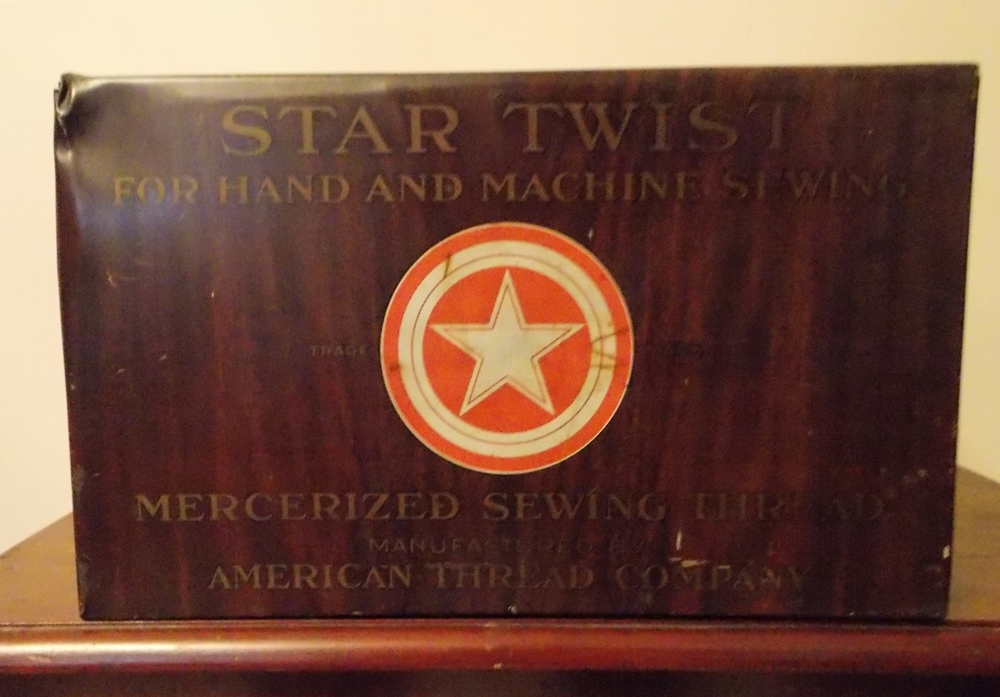 STAR TWIST
FOR HAND AND MACHINE SEWING
TRADE
MERCERIZED SEWING THREAD
MANUFACTURED BY
AMERICAN THREAD COMPANY